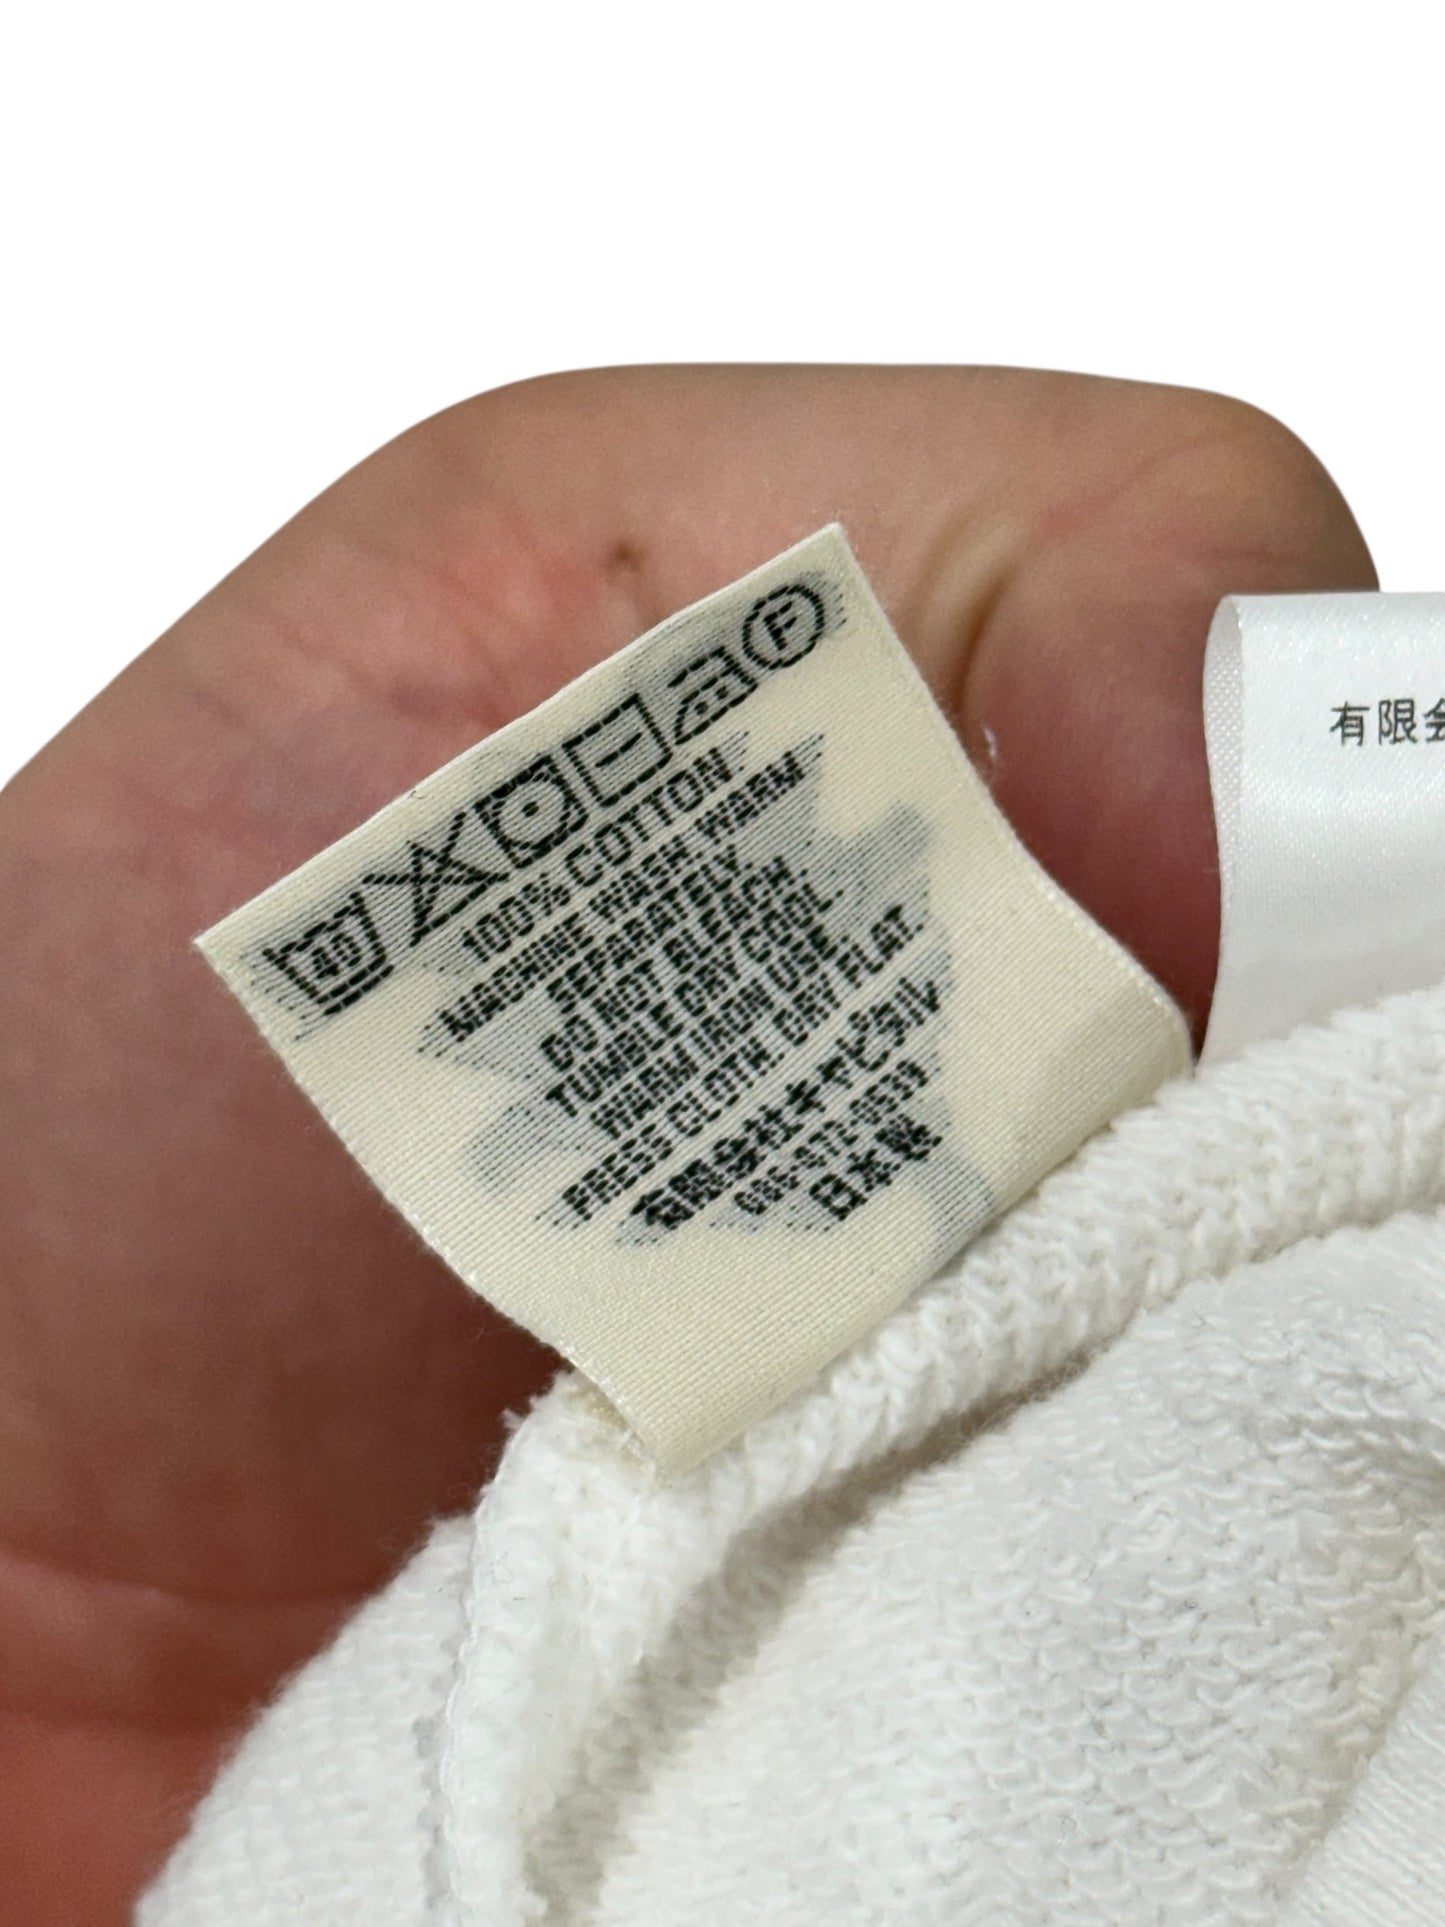 40
F
100% COTTON
MACHINE WASH WARM
SEPARATELY.
DO NOT BLEACH
TUMBLE DRY COOL.
WARM IRON USE
PRESS CLOTH. DRY FLAT
有限会社キャピタル
日本製
有限会